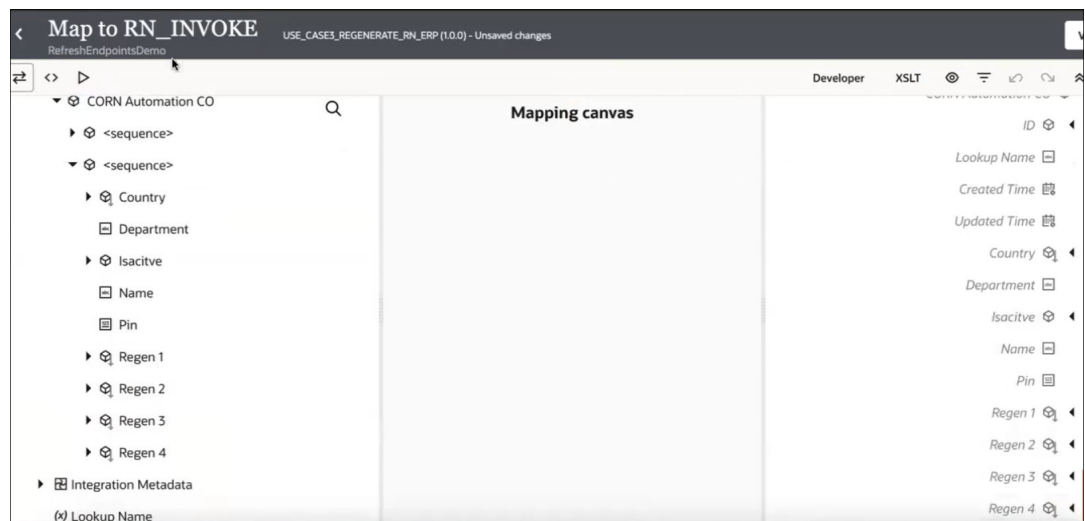 Map to RN_INVOKE
USE_CASE3_REGENERATE_RN_ERP (1.0.0) - Unsaved changes
RefreshEndpointsDemo
Developer
XSLT
CORN Automation CO
<sequence>
<sequence>
Country
Department
Isacitve
Name
Pin
Regen 1
Regen 2
Regen 3
Regen 4
Integration Metadata
(x) Lookup Name
Mapping canvas
ID
Lookup Name
Created Time
Updated Time
Country
Department
Isacitve
Name
Pin
Regen 1
Regen 2
Regen 3
Regen 4